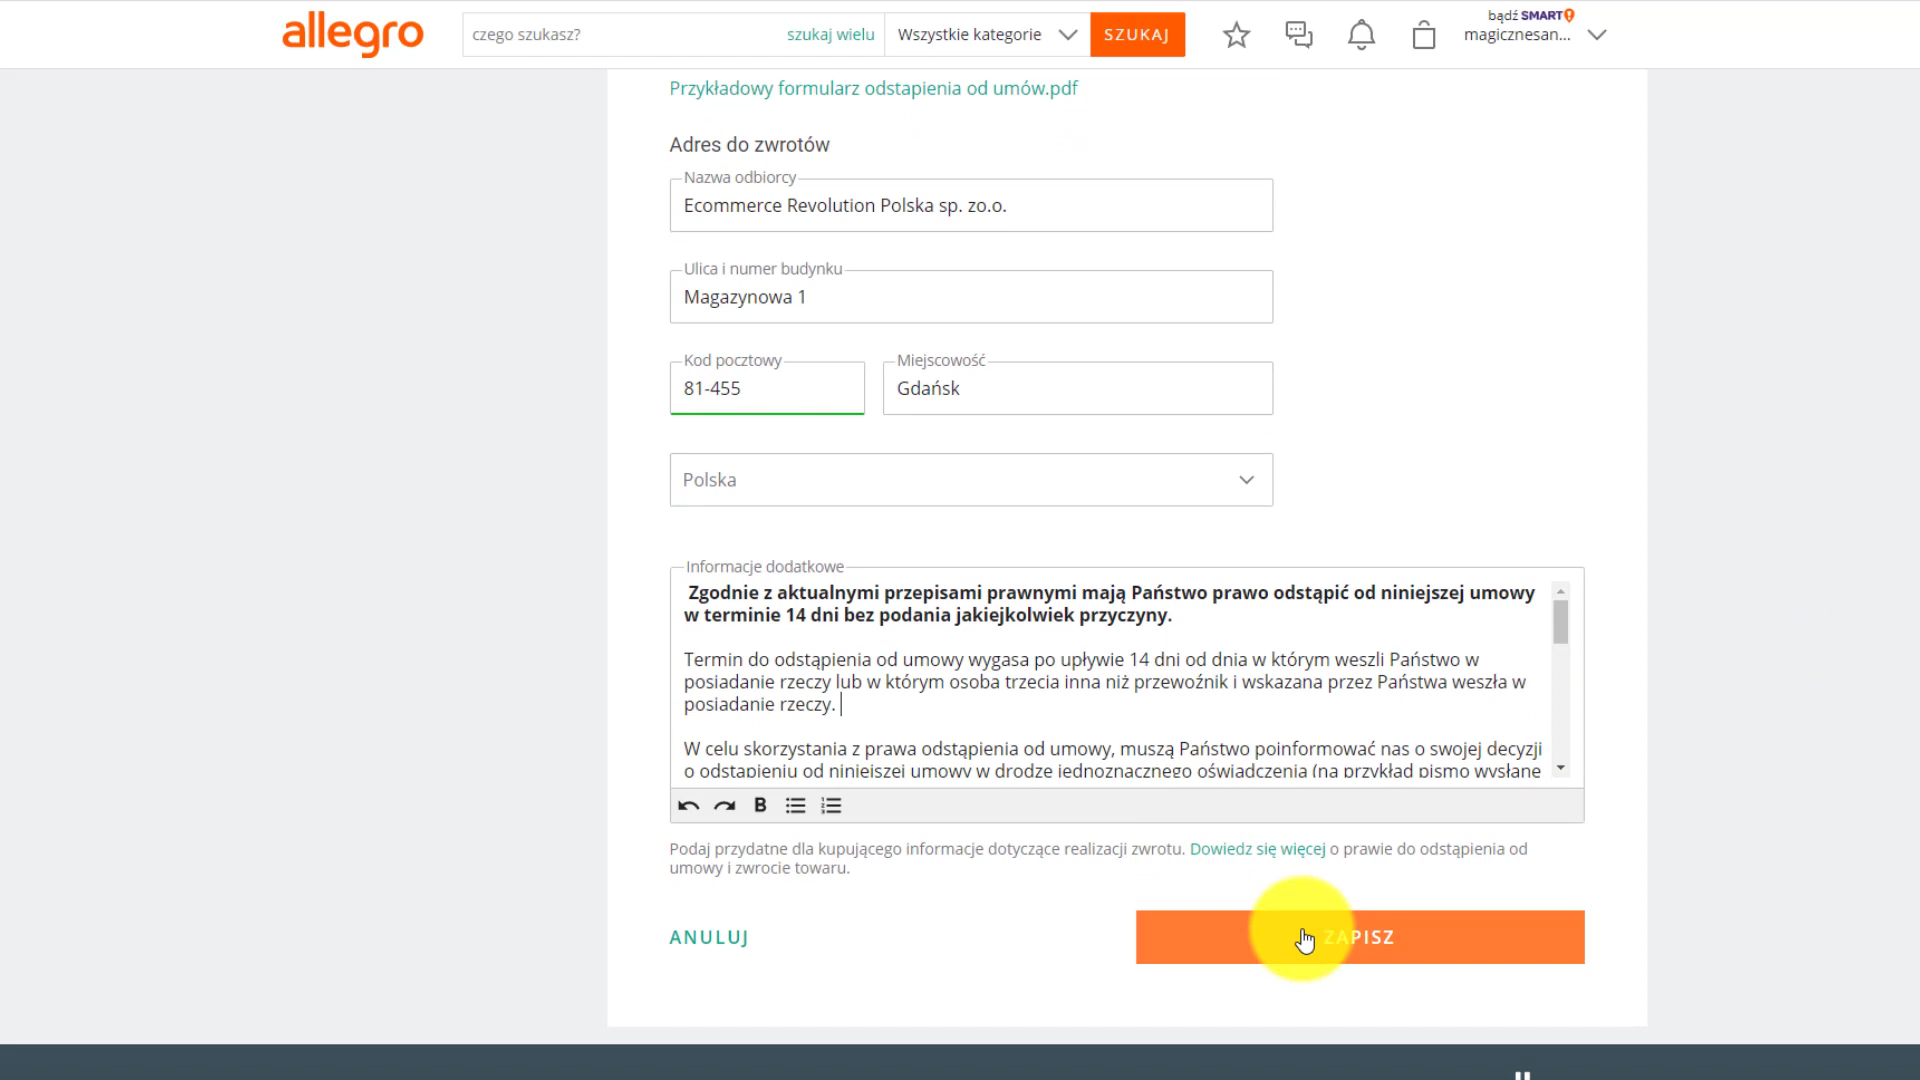 allegro
czego szukasz?
szukaj wielu
Wszystkie kategorie
SZUKAJ
bądź SMART!
magicznesan...
Przykładowy formularz odstapienia od umów.pdf
Adres do zwrotów
Nazwa odbiorcy
Ecommerce Revolution Polska sp. zo.o.
Ulica i numer budynku
Magazynowa 1
Kod pocztowy
81-455
Miejscowość
Gdańsk
Polska
Informacje dodatkowe
Zgodnie z aktualnymi przepisami prawnymi mają Państwo prawo odstąpić od niniejszej umowy
w terminie 14 dni bez podania jakiejkolwiek przyczyny.
Termin do odstąpienia od umowy wygasa po upływie 14 dni od dnia w którym weszli Państwo w
posiadanie rzeczy lub w którym osoba trzecia inna niż przewoźnik i wskazana przez Państwa weszła w
posiadanie rzeczy.
W celu skorzystania z prawa odstąpienia od umowy, muszą Państwo poinformować nas o swojej decyzji
o odstąpieniu od niniejszej umowy w drodze jednoznacznego oświadczenia (na przykład pismo wysłane
B
Podaj przydatne dla kupującego informacje dotyczące realizacji zwrotu. Dowiedz się więcej o prawie do odstąpienia od
umowy i zwrocie towaru.
ANULUJ
ZAPISZ